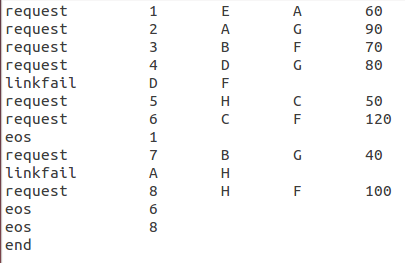 request 1 E A 60
request 2 A G 90
request 3 B F 70
request 4 D G 80
linkfail D F
request 5 H C 50
request 6 C F 120
eos 1
request 7 B G 40
linkfail A H
request 8 H F 100
eos 6
eos 8
end